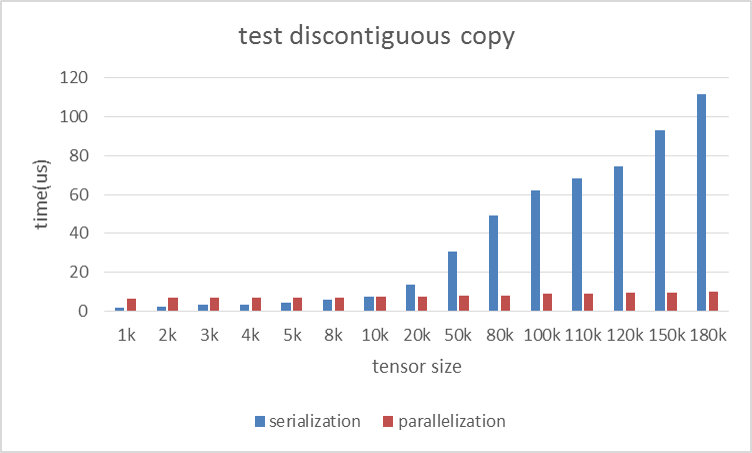 test discontiguous copy
120
100
80
60
40
20
0
time(us)
1k 2k 3k 4k 5k 8k 10k 20k 50k 80k 100k 110k 120k 150k 180k
tensor size
serialization parallelization